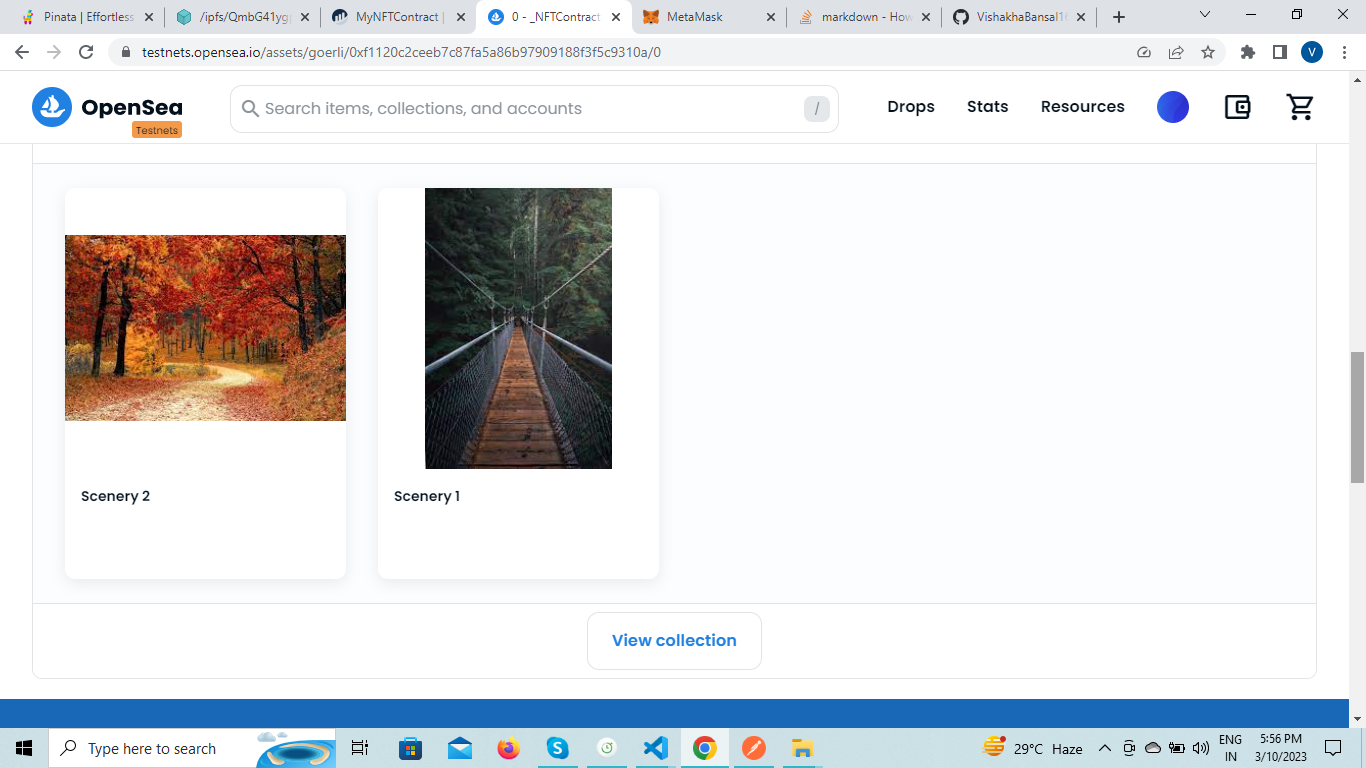 Pinata | Effortless
/ipfs/QmbG41yg
MyNFTContract |
0 - _NFTContract
MetaMask
markdown - How
VishakhaBansal16
testnets.opensea.io/assets/goerli/0xf1120c2ceeb7c87fa5a86b97909188f3f5c9310a/0
V
OpenSea
Testnets
Search items, collections, and accounts
/
Drops
Stats
Resources
Scenery 2
Scenery 1
View collection
Type here to search
29°C Haze
ENG
IN
5:56 PM
3/10/2023